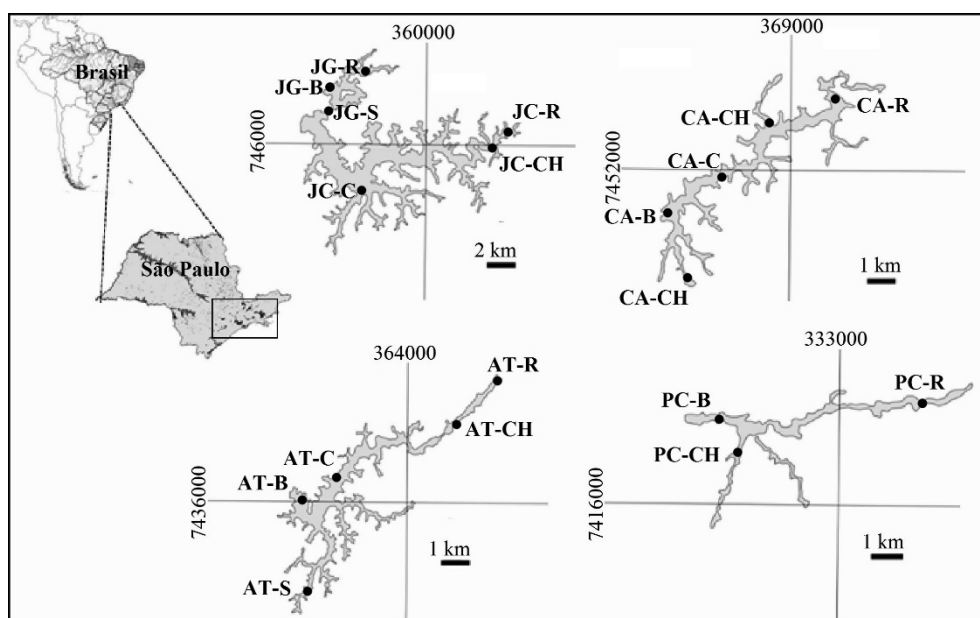 Brasil
São Paulo
360000
746000
JG-R
JG-B
JG-S
JC-R
JC-CH
JC-C
2 km
369000
7452000
CA-R
CA-CH
CA-C
CA-B
CA-CH
1 km
364000
7436000
AT-R
AT-CH
AT-C
AT-B
AT-S
1 km
333000
7416000
PC-B
PC-R
PC-CH
1 km